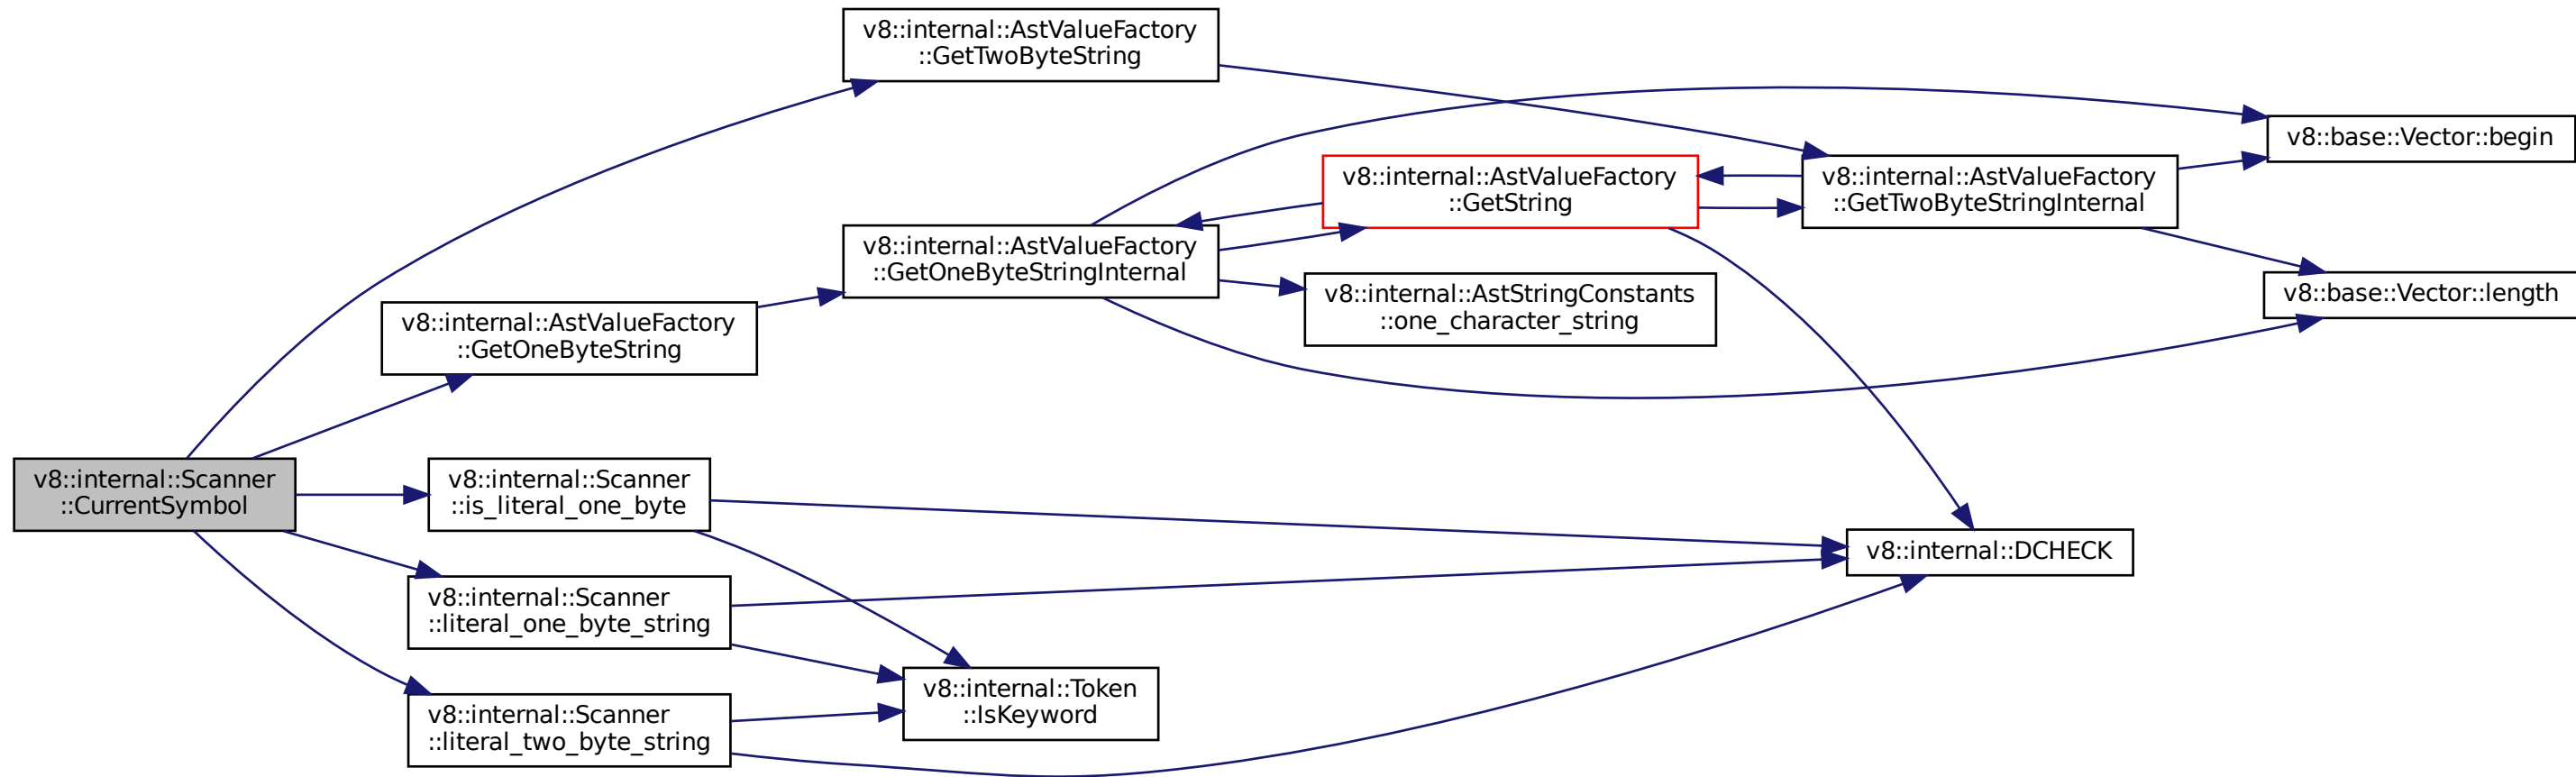 v8::internal::AstValueFactory
::GetTwoByteString
v8::base::Vector::begin
v8::internal::AstValueFactory
::GetString
v8::internal::AstValueFactory
::GetTwoByteStringInternal
v8::internal::AstValueFactory
::GetOneByteStringInternal
v8::internal::AstStringConstants
::one_character_string
v8::base::Vector::length
v8::internal::AstValueFactory
::GetOneByteString
v8::internal::Scanner
::CurrentSymbol
v8::internal::Scanner
::is_literal_one_byte
v8::internal::DCHECK
v8::internal::Scanner
::literal_one_byte_string
v8::internal::Token
::IsKeyword
v8::internal::Scanner
::literal_two_byte_string